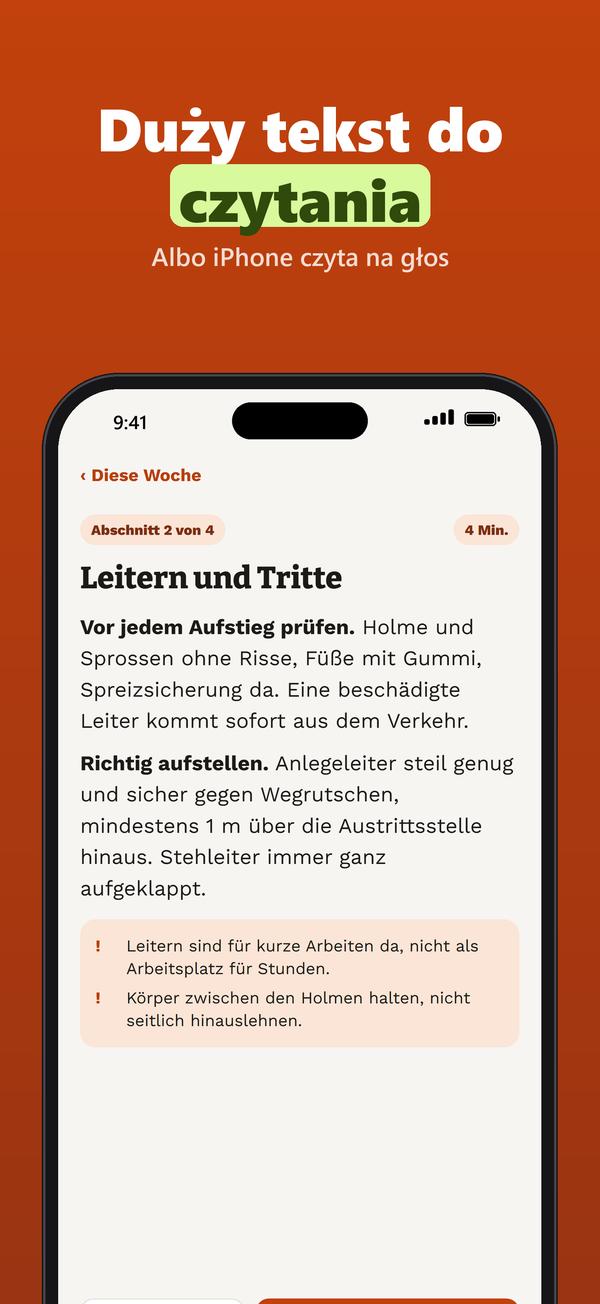 Duży tekst do
czytania
Albo iPhone czyta na głos
9:41
‹ Diese Woche
Abschnitt 2 von 4
4 Min.
Leitern und Tritte
Vor jedem Aufstieg prüfen. Holme und
Sprossen ohne Risse, Füße mit Gummi,
Spreizsicherung da. Eine beschädigte
Leiter kommt sofort aus dem Verkehr.
Richtig aufstellen. Anlegeleiter steil genug
und sicher gegen Wegrutschen,
mindestens 1 m über die Austrittsstelle
hinaus. Stehleiter immer ganz
aufgeklappt.
! Leitern sind für kurze Arbeiten da, nicht als
Arbeitsplatz für Stunden.
! Körper zwischen den Holmen halten, nicht
seitlich hinauslehnen.